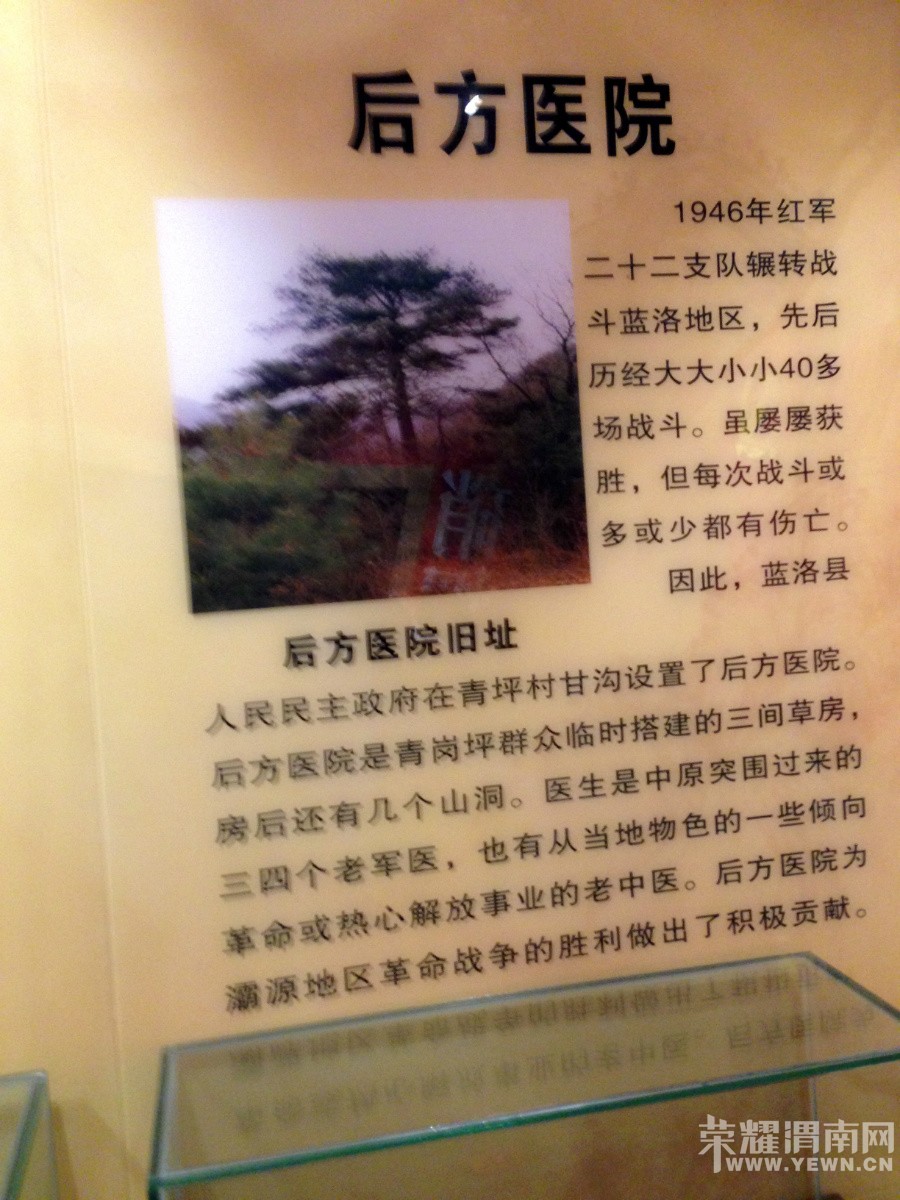 后方医院
1946年红军
二十二支队辗转战
斗蓝洛地区，先后
历经大大小小40多
场战斗。虽屡屡获
胜，但每次战斗或
多或少都有伤亡。
因此，蓝洛县
后方医院旧址
人民民主政府在青坪村甘沟设置了后方医院。
后方医院是青岗坪群众临时搭建的三间草房，
房后还有几个山洞。医生是中原突围过来的
三四个老军医，也有从当地物色的一些倾向
革命或热心解放事业的老中医。后方医院为
灞源地区革命战争的胜利做出了积极贡献。
荣耀渭南网
WWW.YEWN.CN